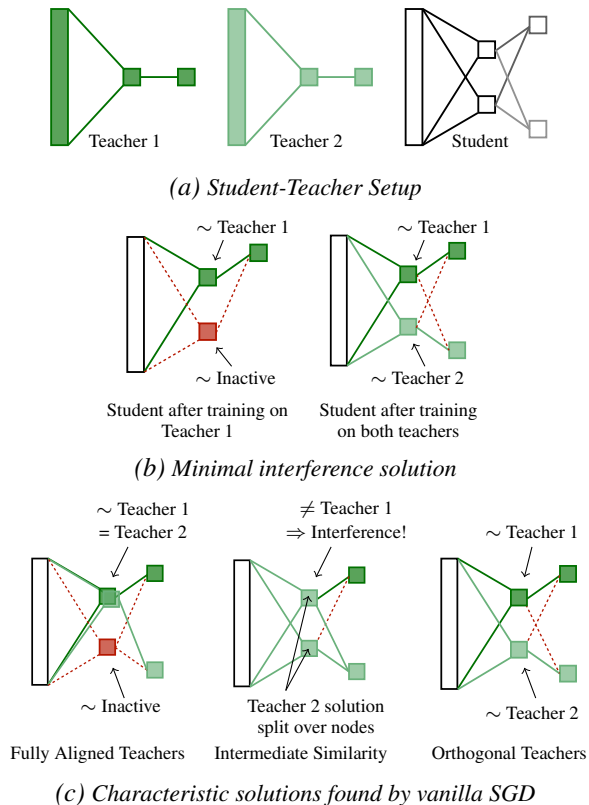 Teacher 1
Teacher 2
Student
(a) Student-Teacher Setup
∼ Teacher 1
∼ Inactive
Student after training on
Teacher 1
∼ Teacher 1
∼ Teacher 2
Student after training
on both teachers
(b) Minimal interference solution
∼ Teacher 1
= Teacher 2
∼ Inactive
Fully Aligned Teachers
≠ Teacher 1
⇒ Interference!
Teacher 2 solution
split over nodes
Intermediate Similarity
∼ Teacher 1
∼ Teacher 2
Orthogonal Teachers
(c) Characteristic solutions found by vanilla SGD